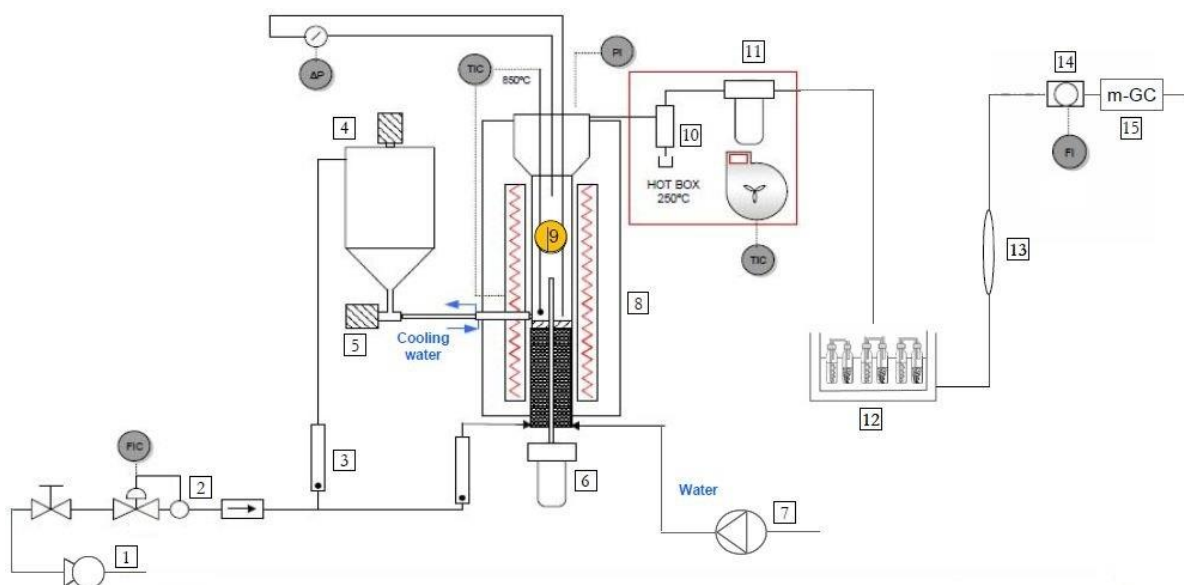 ΔP
TIC
850ºC
PI
11
14
m-GC
15
4
10
FI
HOT BOX
250ºC
9
TIC
13
8
5
Cooling
water
12
FIC
3
2
6
Water
7
1